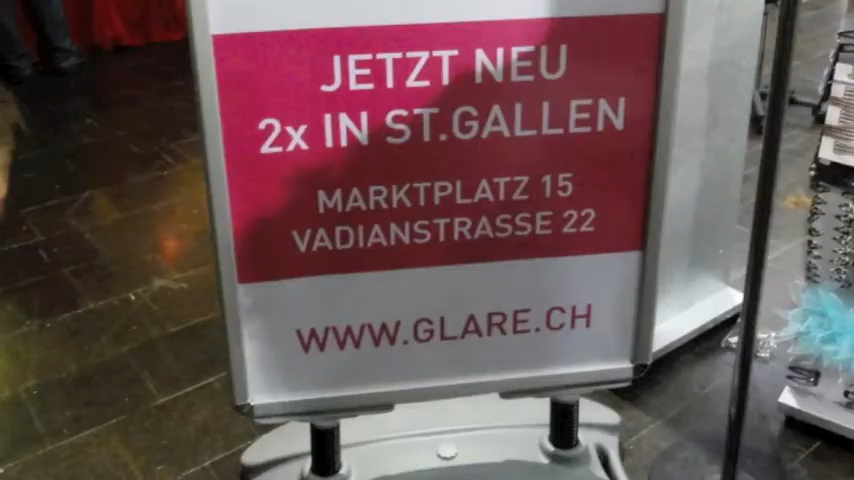 JETZT NEU
2x IN ST.GALLEN
MARKTPLATZ 15
VADIANSTRASSE 22
WWW.GLARE.CH